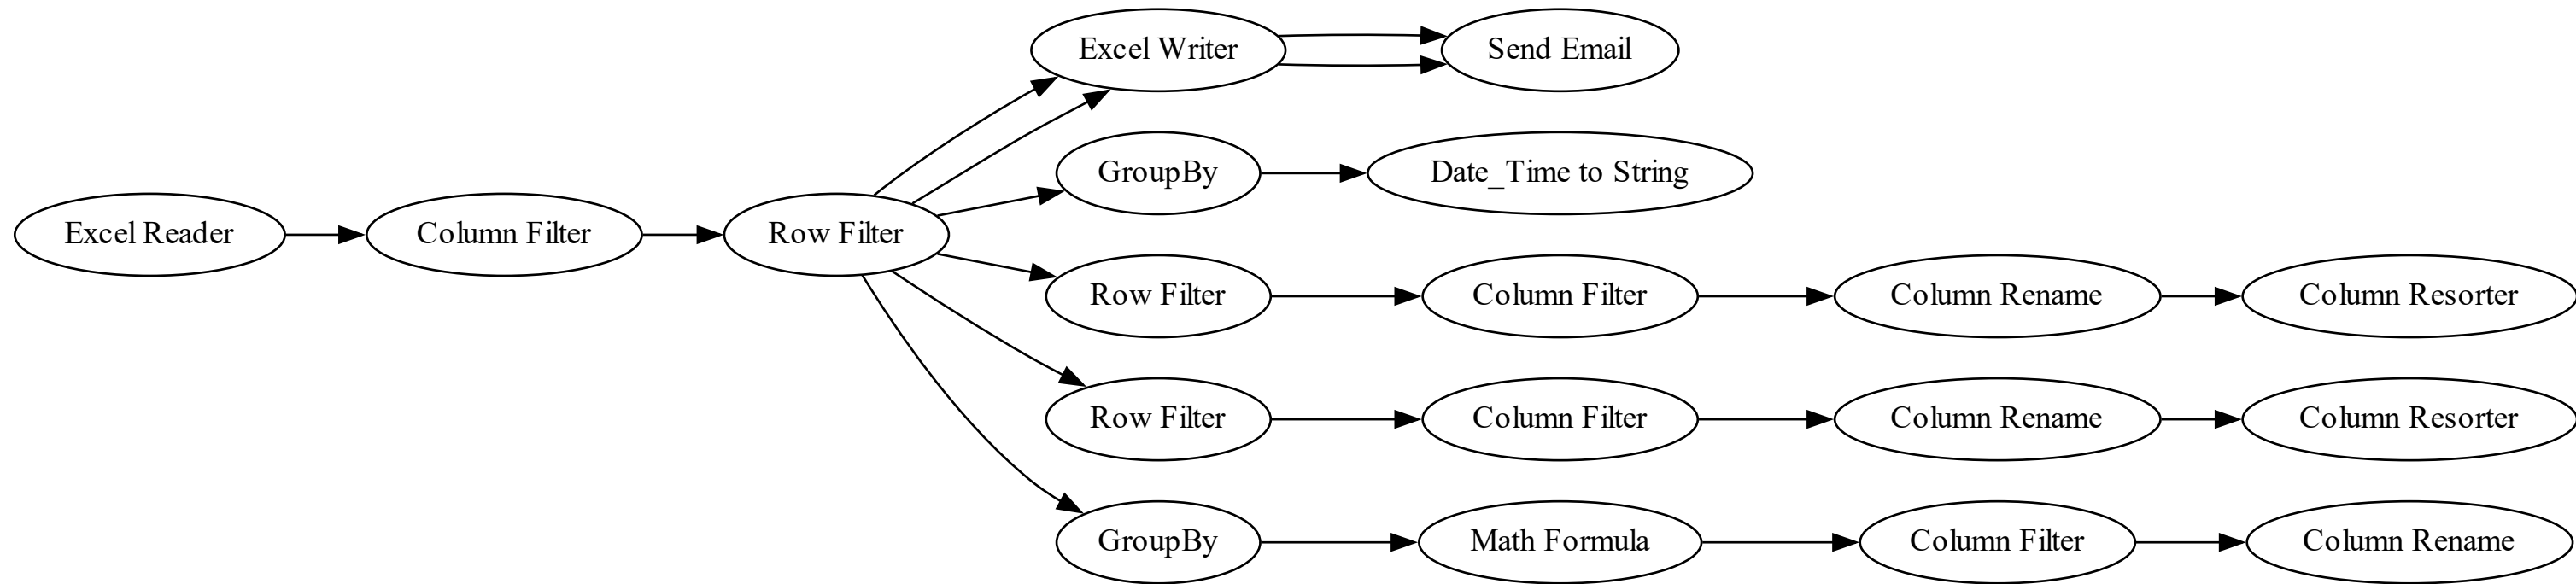 Excel Writer
Send Email
GroupBy
Date_Time to String
Excel Reader
Column Filter
Row Filter
Row Filter
Column Filter
Column Rename
Column Resorter
Row Filter
Column Filter
Column Rename
Column Resorter
GroupBy
Math Formula
Column Filter
Column Rename